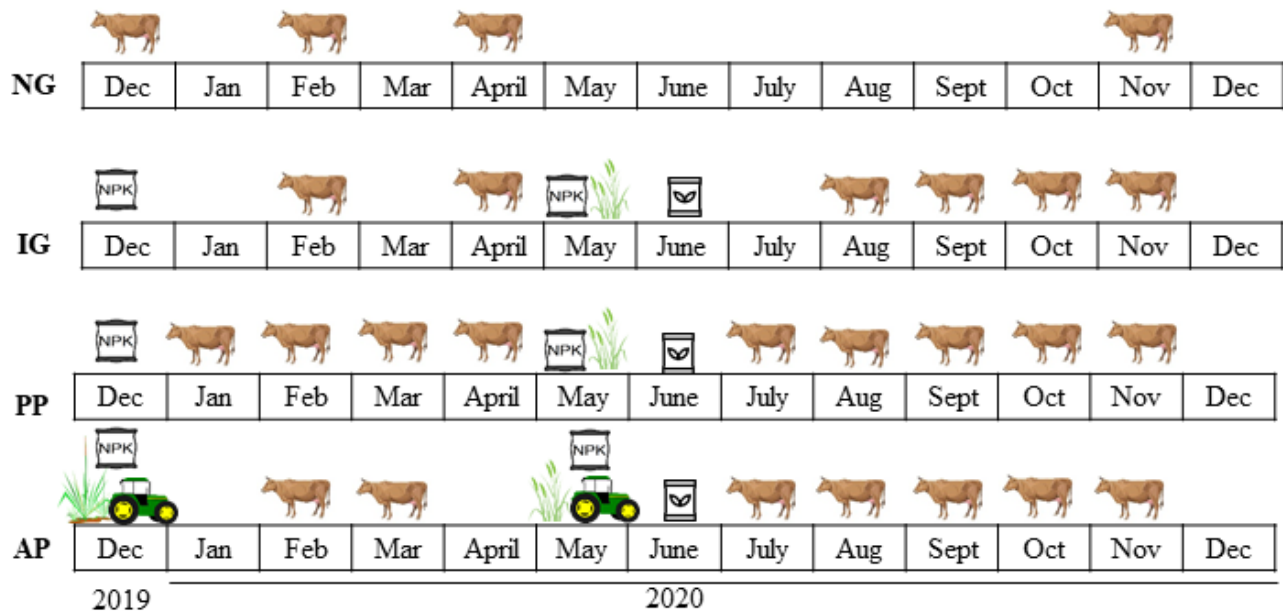 NG Dec Jan Feb Mar April May June July Aug Sept Oct Nov Dec
NPK NPK
IG Dec Jan Feb Mar April May June July Aug Sept Oct Nov Dec
NPK NPK
PP Dec Jan Feb Mar April May June July Aug Sept Oct Nov Dec
NPK NPK
AP Dec Jan Feb Mar April May June July Aug Sept Oct Nov Dec
2019 2020